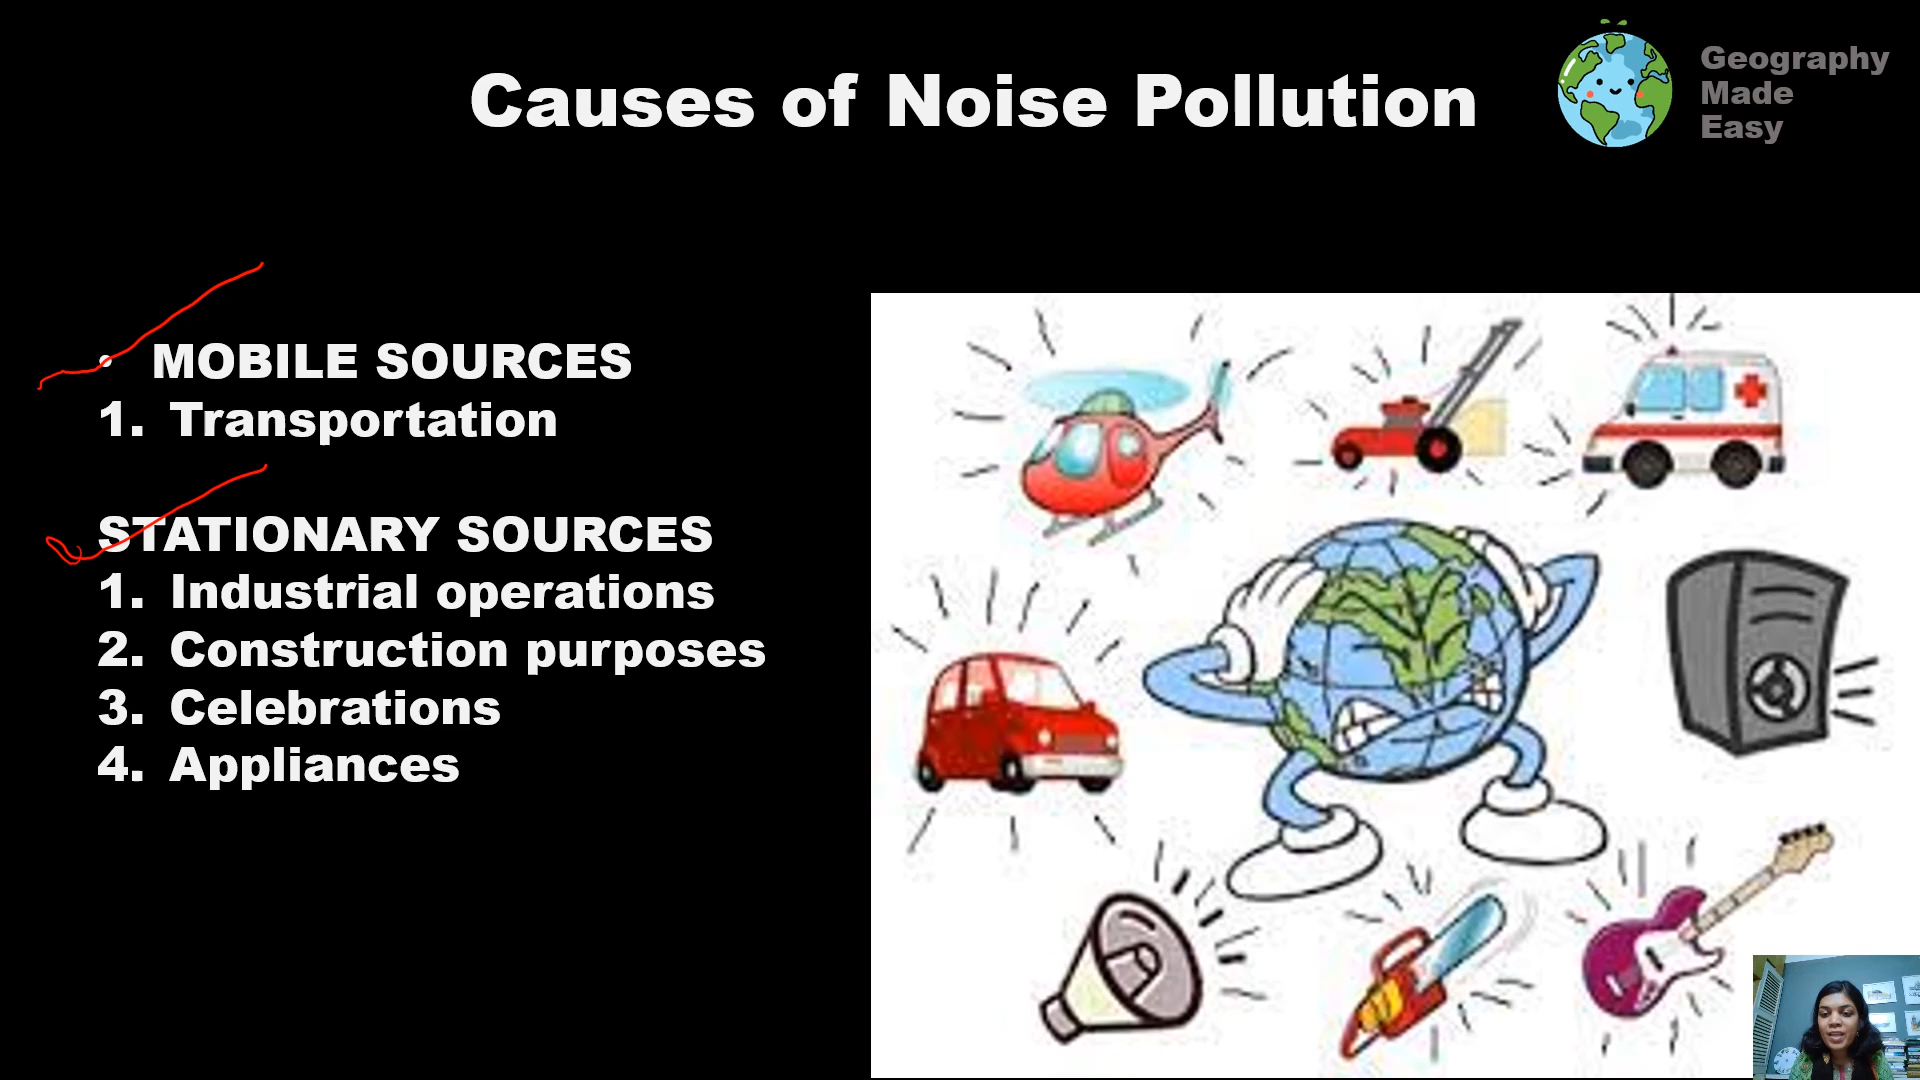 Causes of Noise Pollution
Geography
Made
Easy
• MOBILE SOURCES
1. Transportation
STATIONARY SOURCES
1. Industrial operations
2. Construction purposes
3. Celebrations
4. Appliances